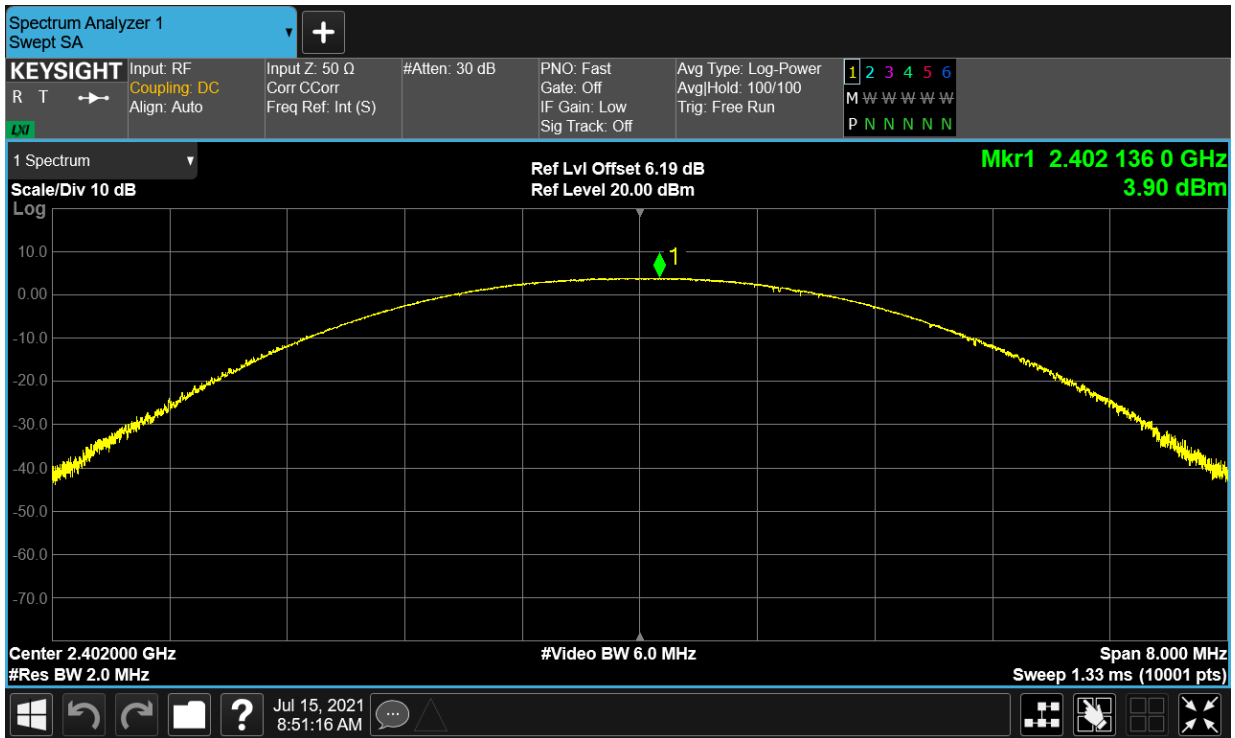 Spectrum Analyzer 1
Swept SA
KEYSIGHT
R T
LXI
Input: RF
Coupling: DC
Align: Auto
Input Z: 50 Ω
Corr CCorr
Freq Ref: Int (S)
#Atten: 30 dB
PNO: Fast
Gate: Off
IF Gain: Low
Sig Track: Off
Avg Type: Log-Power
Avg|Hold: 100/100
Trig: Free Run
1 2 3 4 5 6
M W W W W W
P N N N N N
1 Spectrum
Scale/Div 10 dB
Log
Ref Lvl Offset 6.19 dB
Ref Level 20.00 dBm
Mkr1 2.402 136 0 GHz
3.90 dBm
1
10.0
0.00
-10.0
-20.0
-30.0
-40.0
-50.0
-60.0
-70.0
Center 2.402000 GHz
#Res BW 2.0 MHz
#Video BW 6.0 MHz
Span 8.000 MHz
Sweep 1.33 ms (10001 pts)
?
Jul 15, 2021
8:51:16 AM